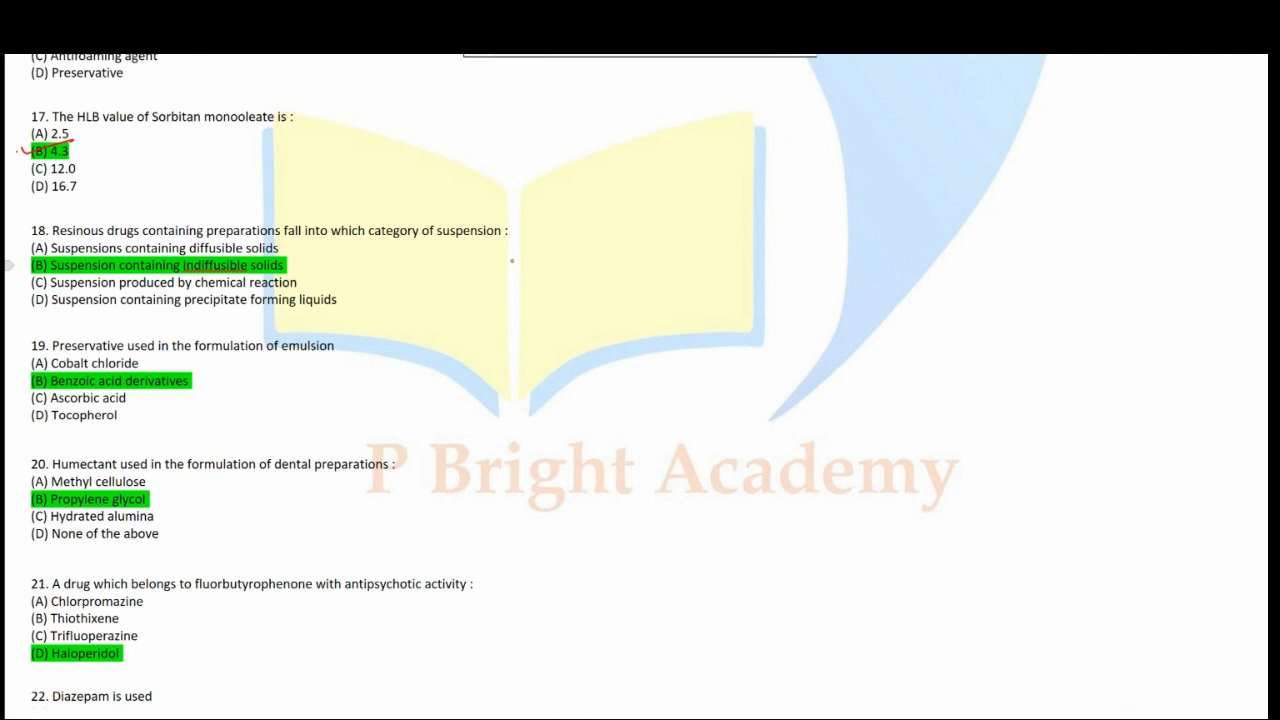 (C) Antifoaming agent
(D) Preservative
17. The HLB value of Sorbitan monooleate is :
(A) 2.5
(B) 4.3
(C) 12.0
(D) 16.7
18. Resinous drugs containing preparations fall into which category of suspension :
(A) Suspensions containing diffusible solids
(B) Suspension containing indiffusible solids
(C) Suspension produced by chemical reaction
(D) Suspension containing precipitate forming liquids
19. Preservative used in the formulation of emulsion
(A) Cobalt chloride
(B) Benzoic acid derivatives
(C) Ascorbic acid
(D) Tocopherol
P Bright Academy
20. Humectant used in the formulation of dental preparations :
(A) Methyl cellulose
(B) Propylene glycol
(C) Hydrated alumina
(D) None of the above
21. A drug which belongs to fluorbutyrophenone with antipsychotic activity :
(A) Chlorpromazine
(B) Thiothixene
(C) Trifluoperazine
(D) Haloperidol
22. Diazepam is used